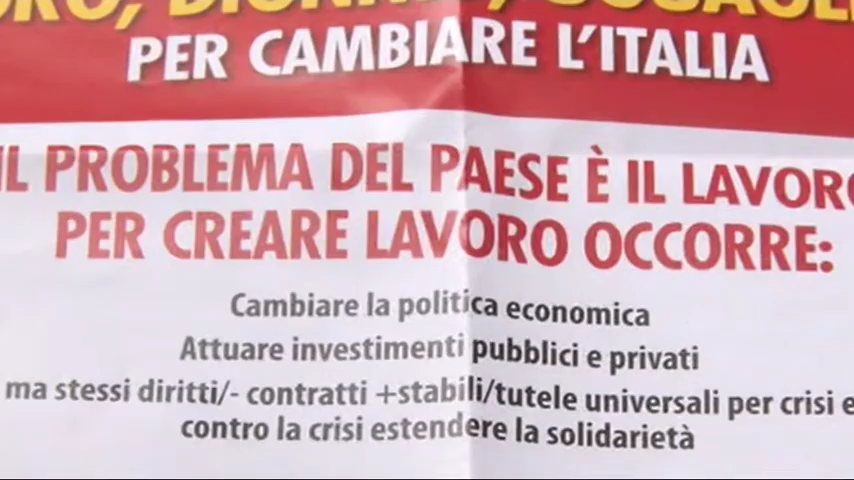 PER CAMBIARE L'ITALIA
IL PROBLEMA DEL PAESE È IL LAVORO
PER CREARE LAVORO OCCORRE:
Cambiare la politica economica
Attuare investimenti pubblici e privati
ma stessi diritti/- contratti +stabili/tutele universali per crisi e
contro la crisi estendere la solidarietà